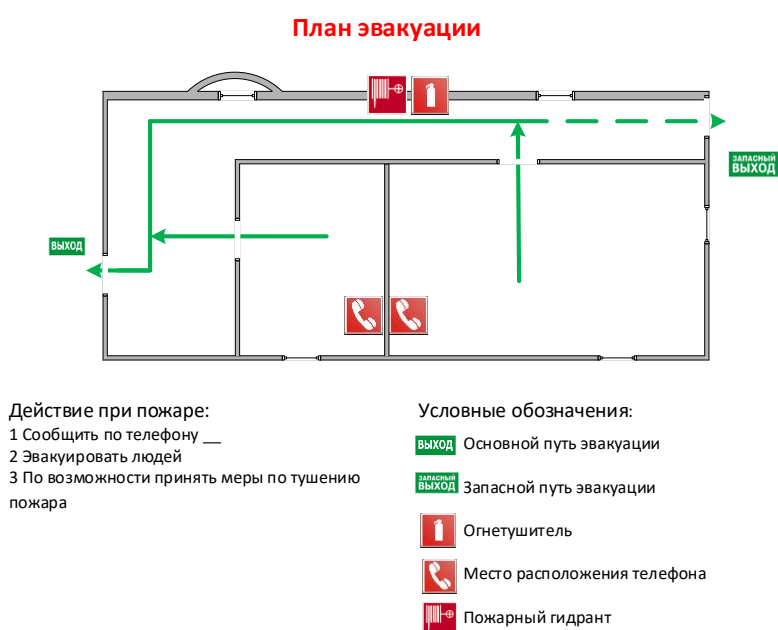 План эвакуации
ЗАПАСНЫЙ
ВЫХОД
ВЫХОД
Действие при пожаре:
1 Сообщить по телефону __
2 Эвакуировать людей
3 По возможности принять меры по тушению
пожара
Условные обозначения:
ВЫХОД Основной путь эвакуации
ЗАПАСНЫЙ
ВЫХОД Запасной путь эвакуации
Огнетушитель
Место расположения телефона
Пожарный гидрант